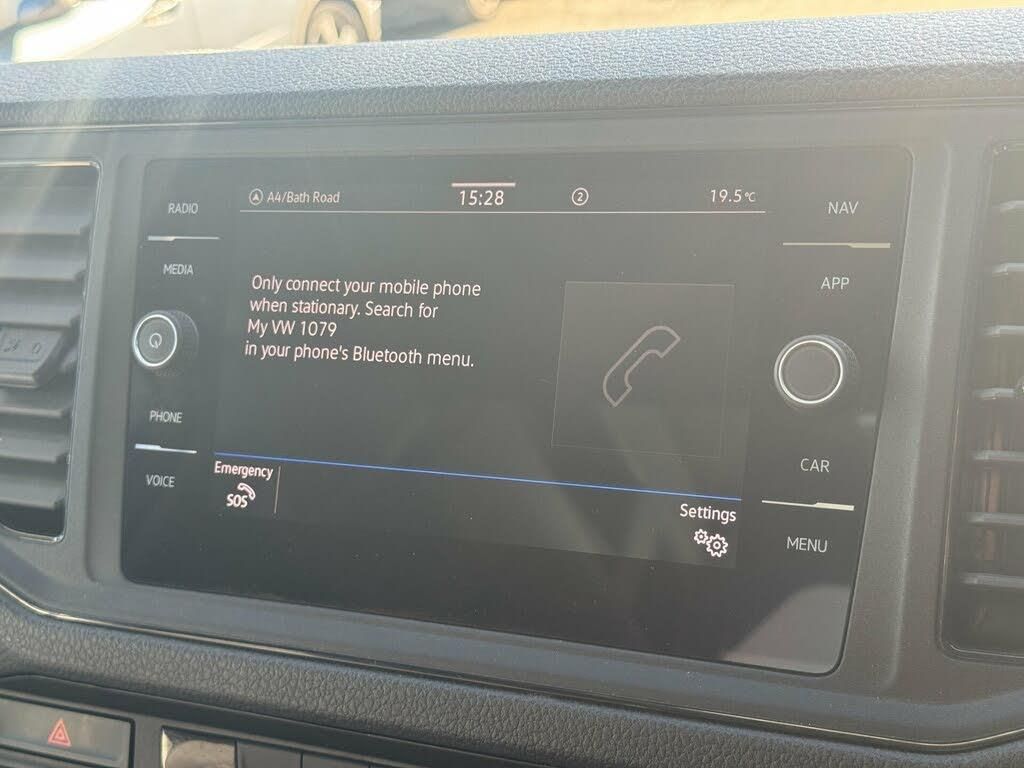 RADIO
MEDIA
PHONE
VOICE
A4/Bath Road
15:28
2
19.5°C
Only connect your mobile phone
when stationary. Search for
My VW 1079
in your phone's Bluetooth menu.
Emergency
SOS
Settings
NAV
APP
CAR
MENU